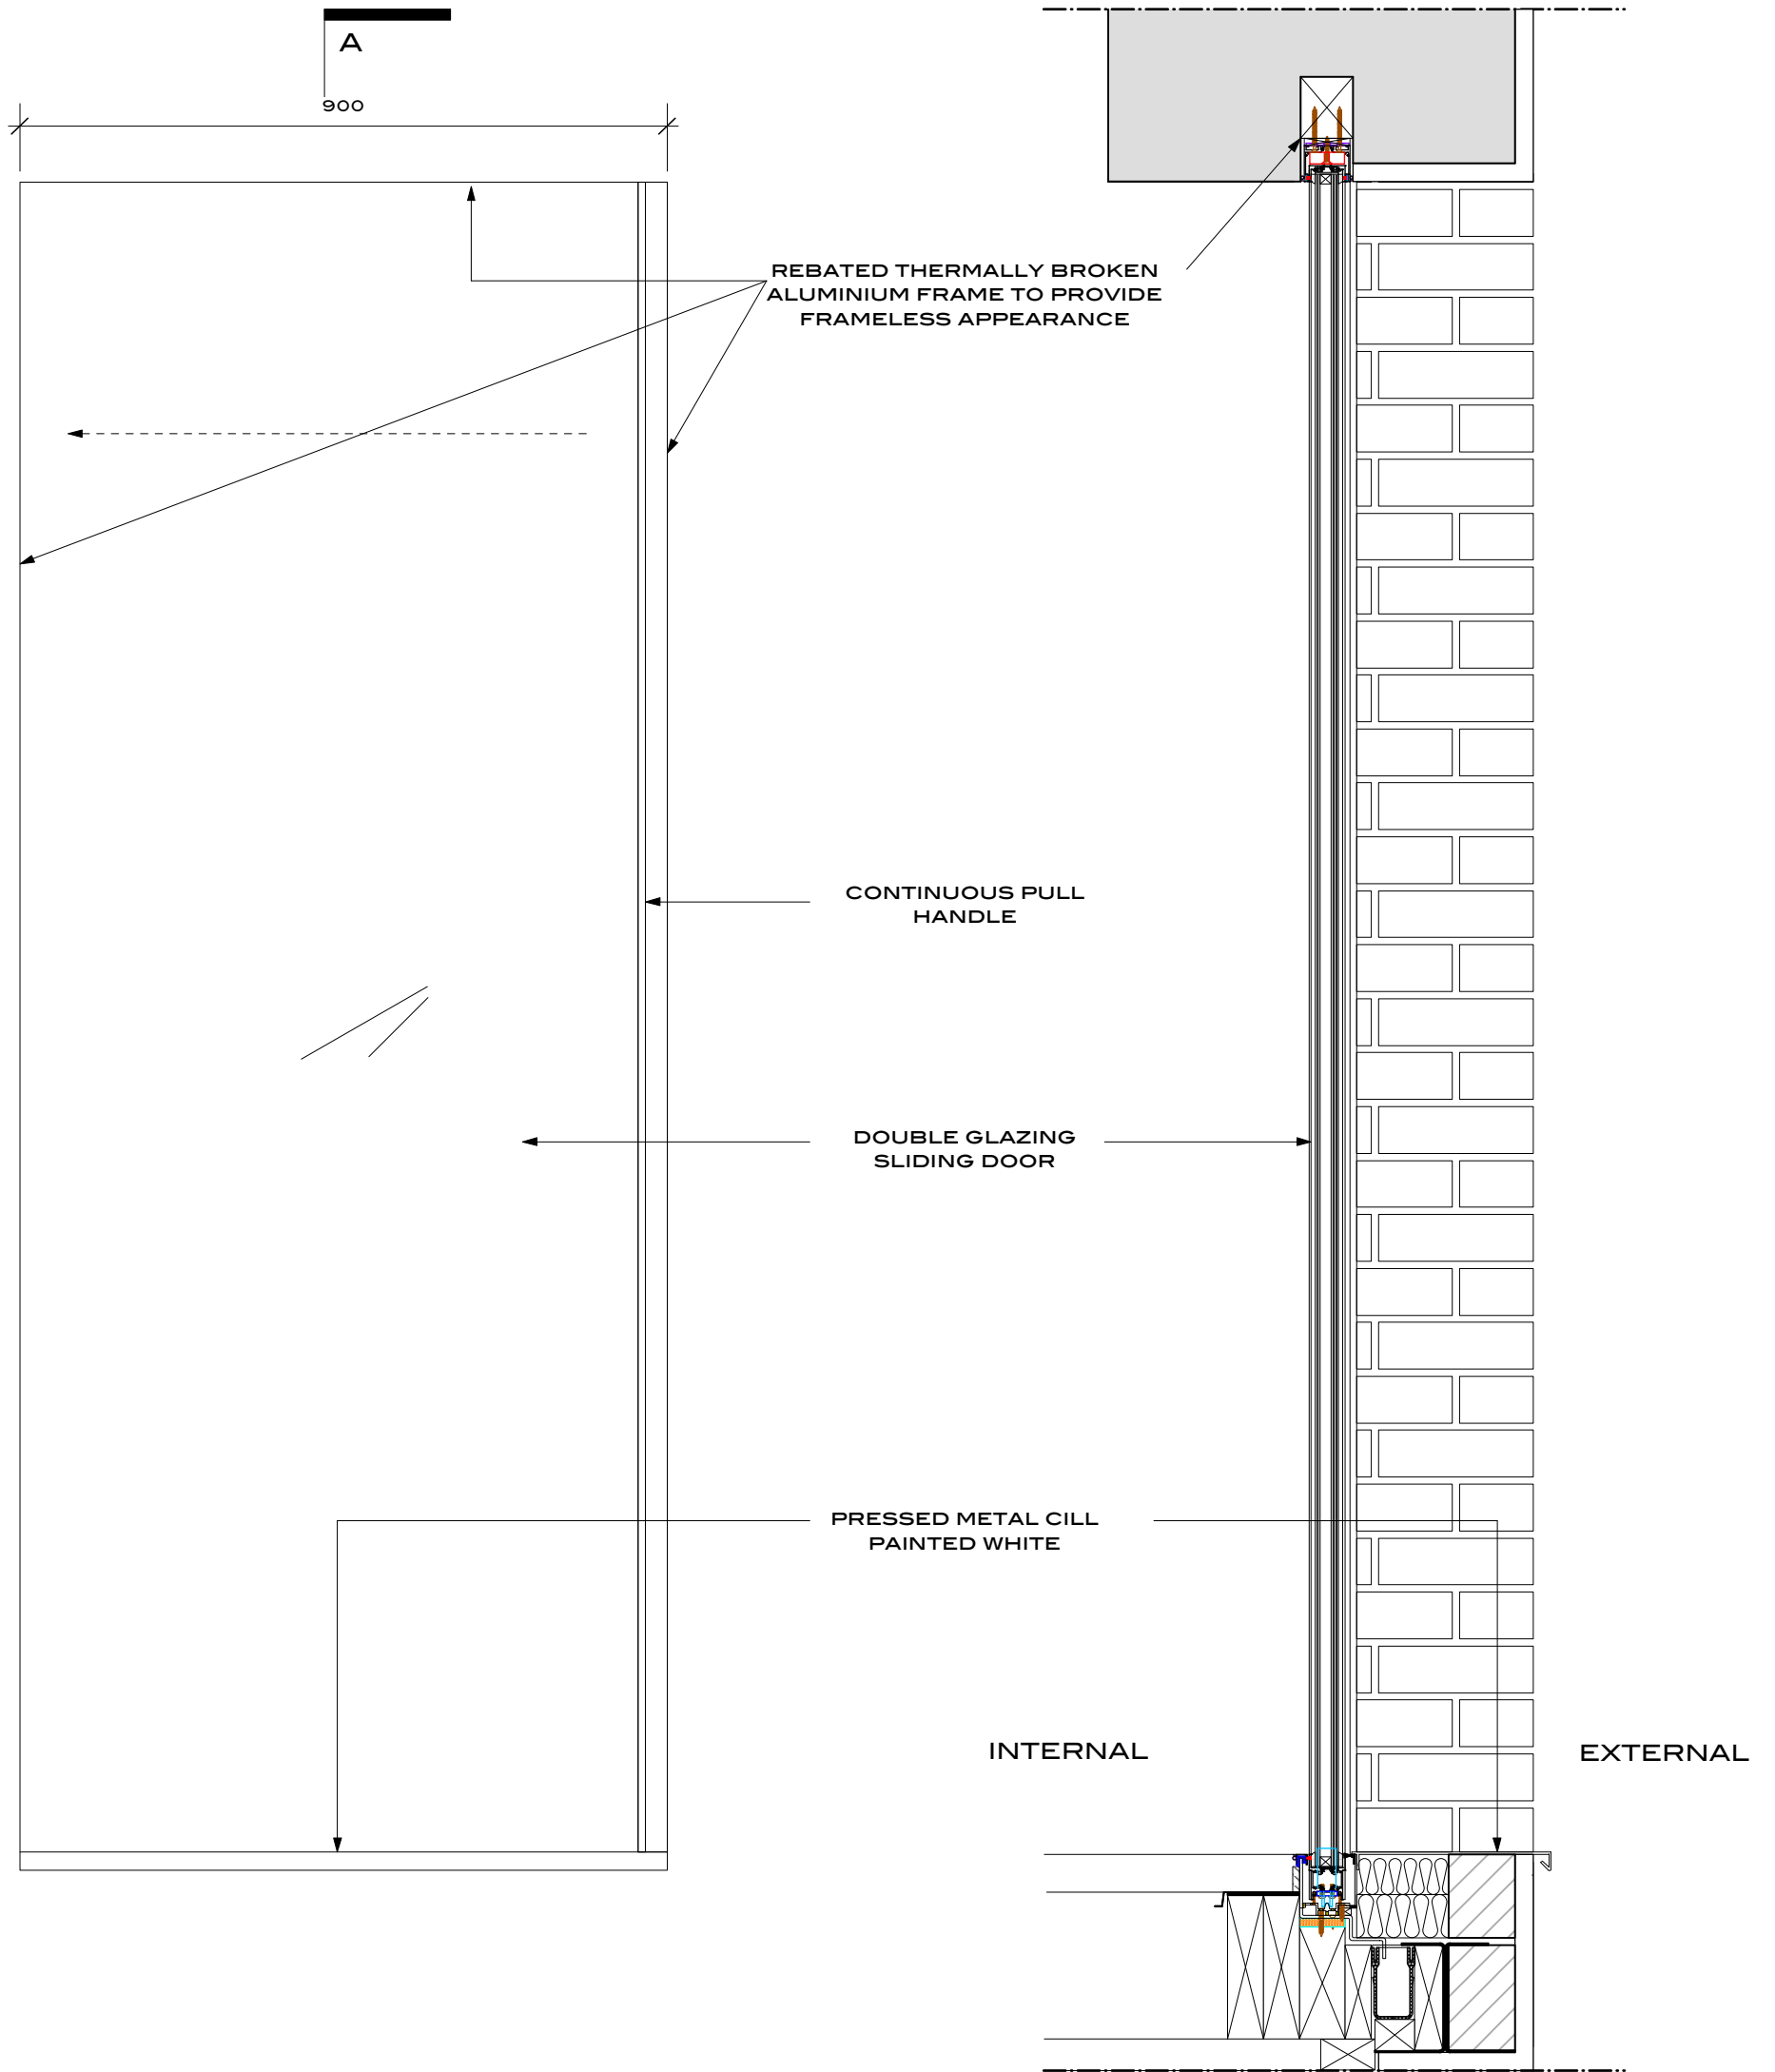 A
900
REBATED THERMALLY BROKEN
ALUMINIUM FRAME TO PROVIDE
FRAMELESS APPEARANCE
CONTINUOUS PULL
HANDLE
DOUBLE GLAZING
SLIDING DOOR
PRESSED METAL CILL
PAINTED WHITE
INTERNAL
EXTERNAL